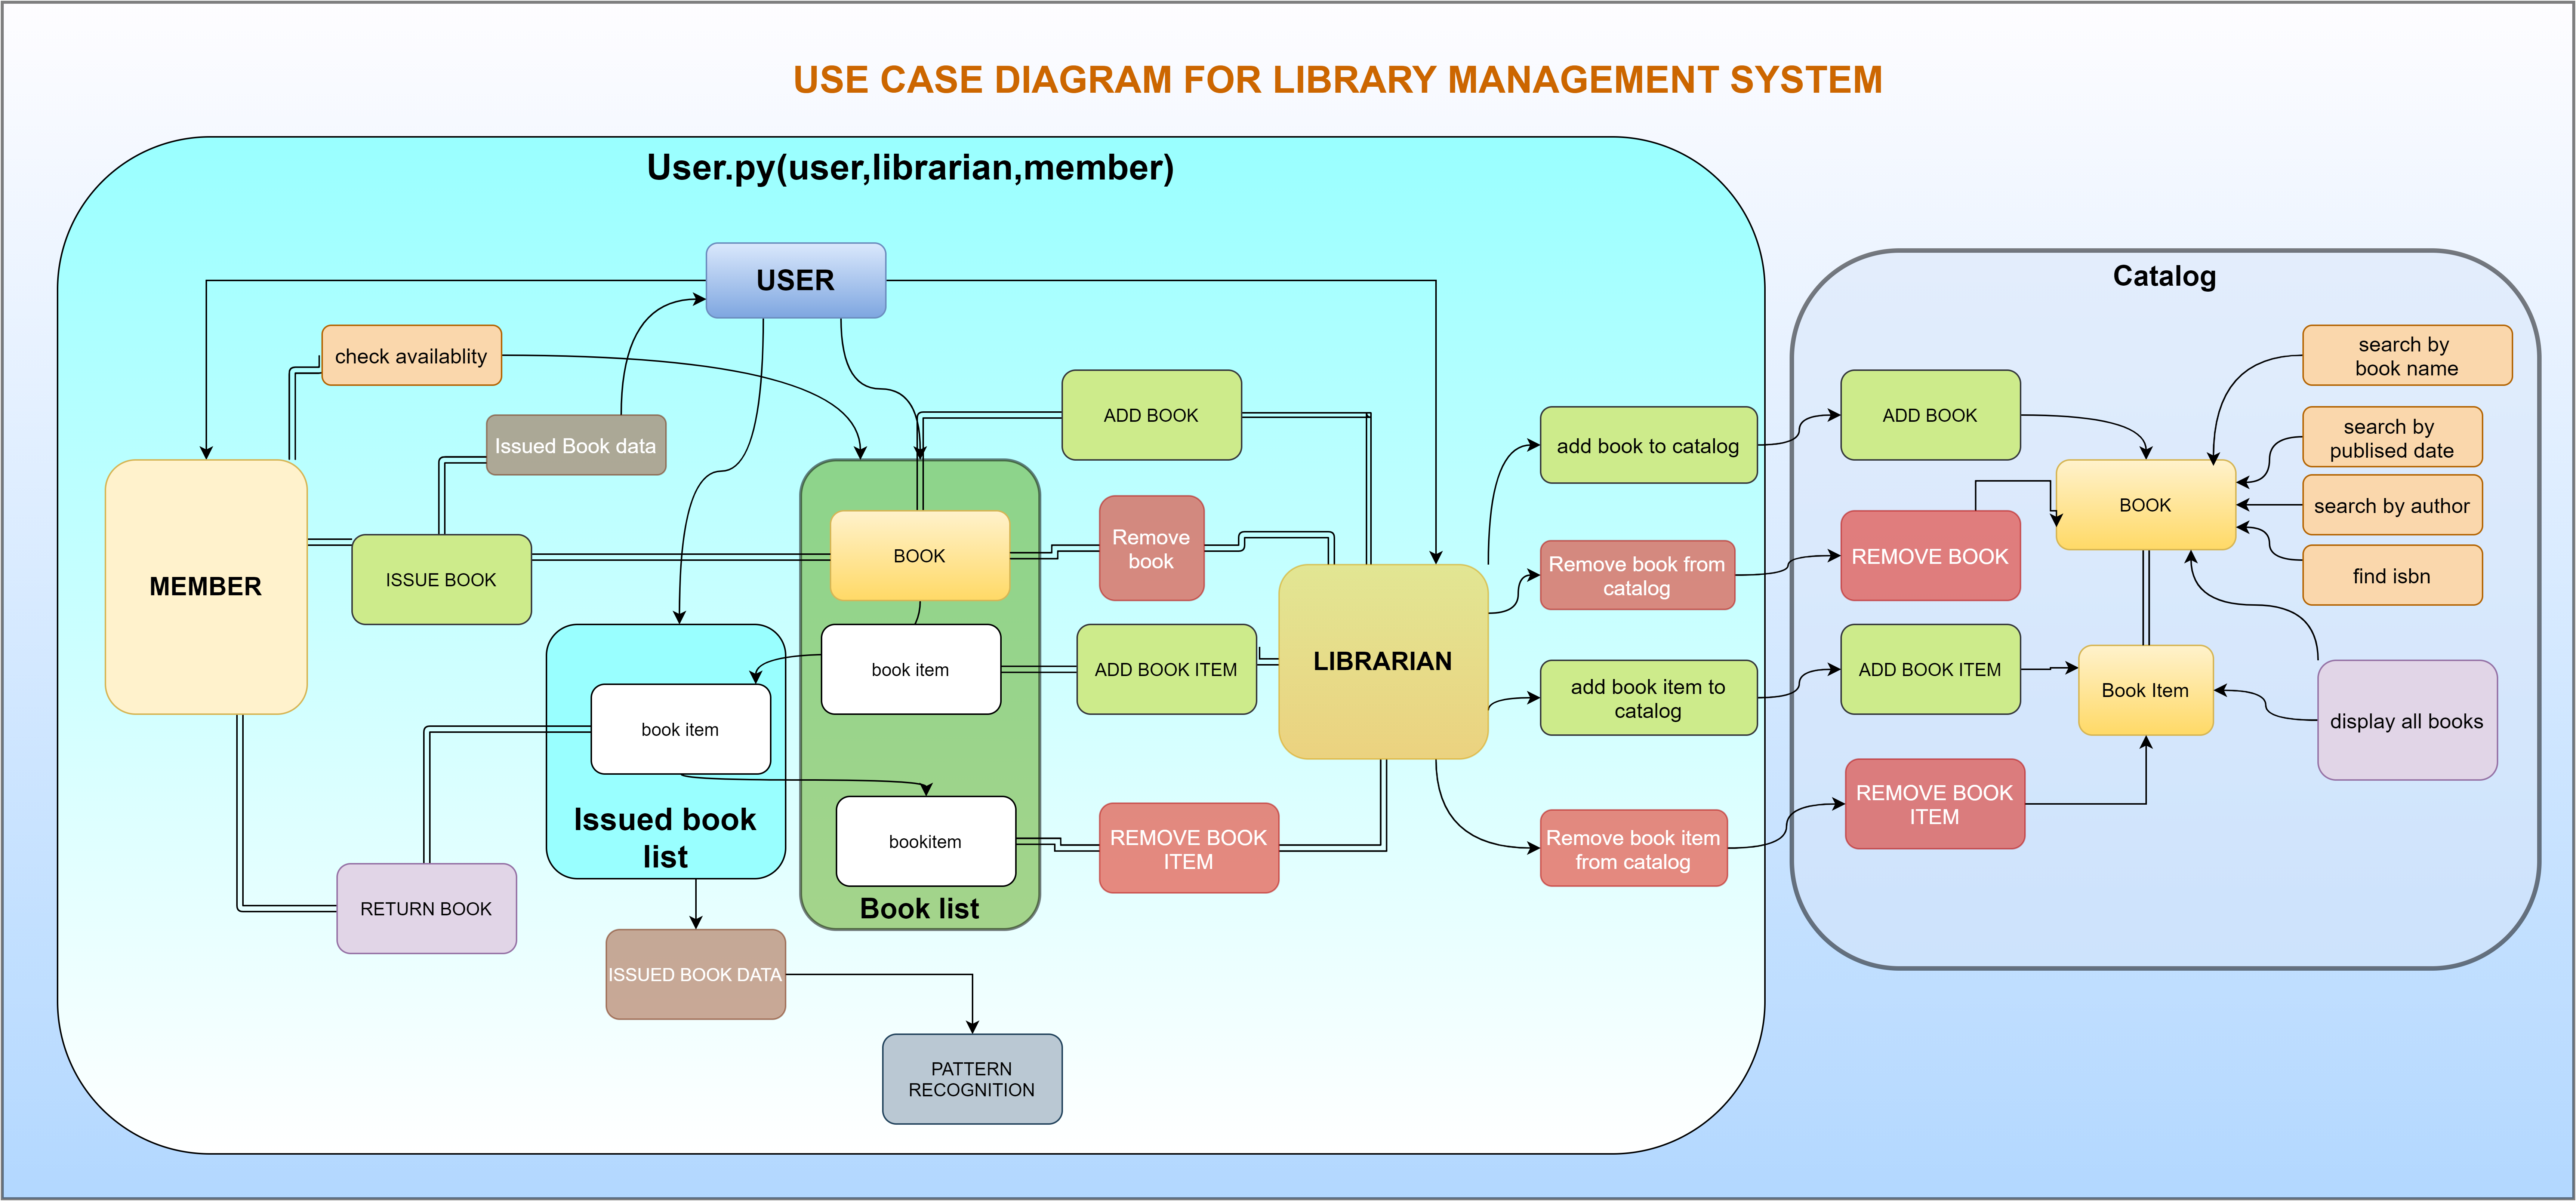 USE CASE DIAGRAM FOR LIBRARY MANAGEMENT SYSTEM
User.py(user,librarian,member)
USER
check availablity
Issued Book data
MEMBER
ISSUE BOOK
RETURN BOOK
book item
Issued book
list
ISSUED BOOK DATA
PATTERN
RECOGNITION
BOOK
book item
bookitem
Book list
ADD BOOK
Remove
book
ADD BOOK ITEM
REMOVE BOOK
ITEM
LIBRARIAN
add book to catalog
Remove book from
catalog
add book item to
catalog
Remove book item
from catalog
Catalog
ADD BOOK
REMOVE BOOK
ADD BOOK ITEM
REMOVE BOOK
ITEM
BOOK
Book Item
search by
book name
search by
publised date
search by author
find isbn
display all books